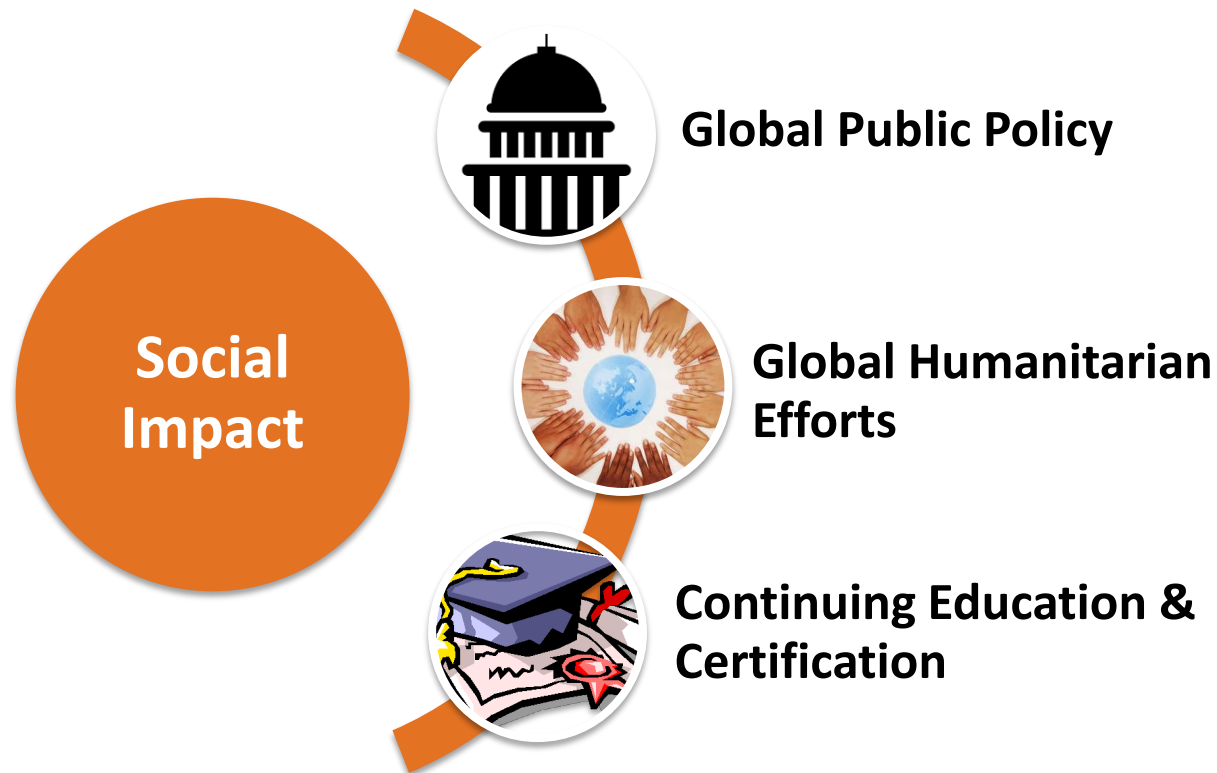 Social
Impact
Global Public Policy
Global Humanitarian
Efforts
Continuing Education &
Certification